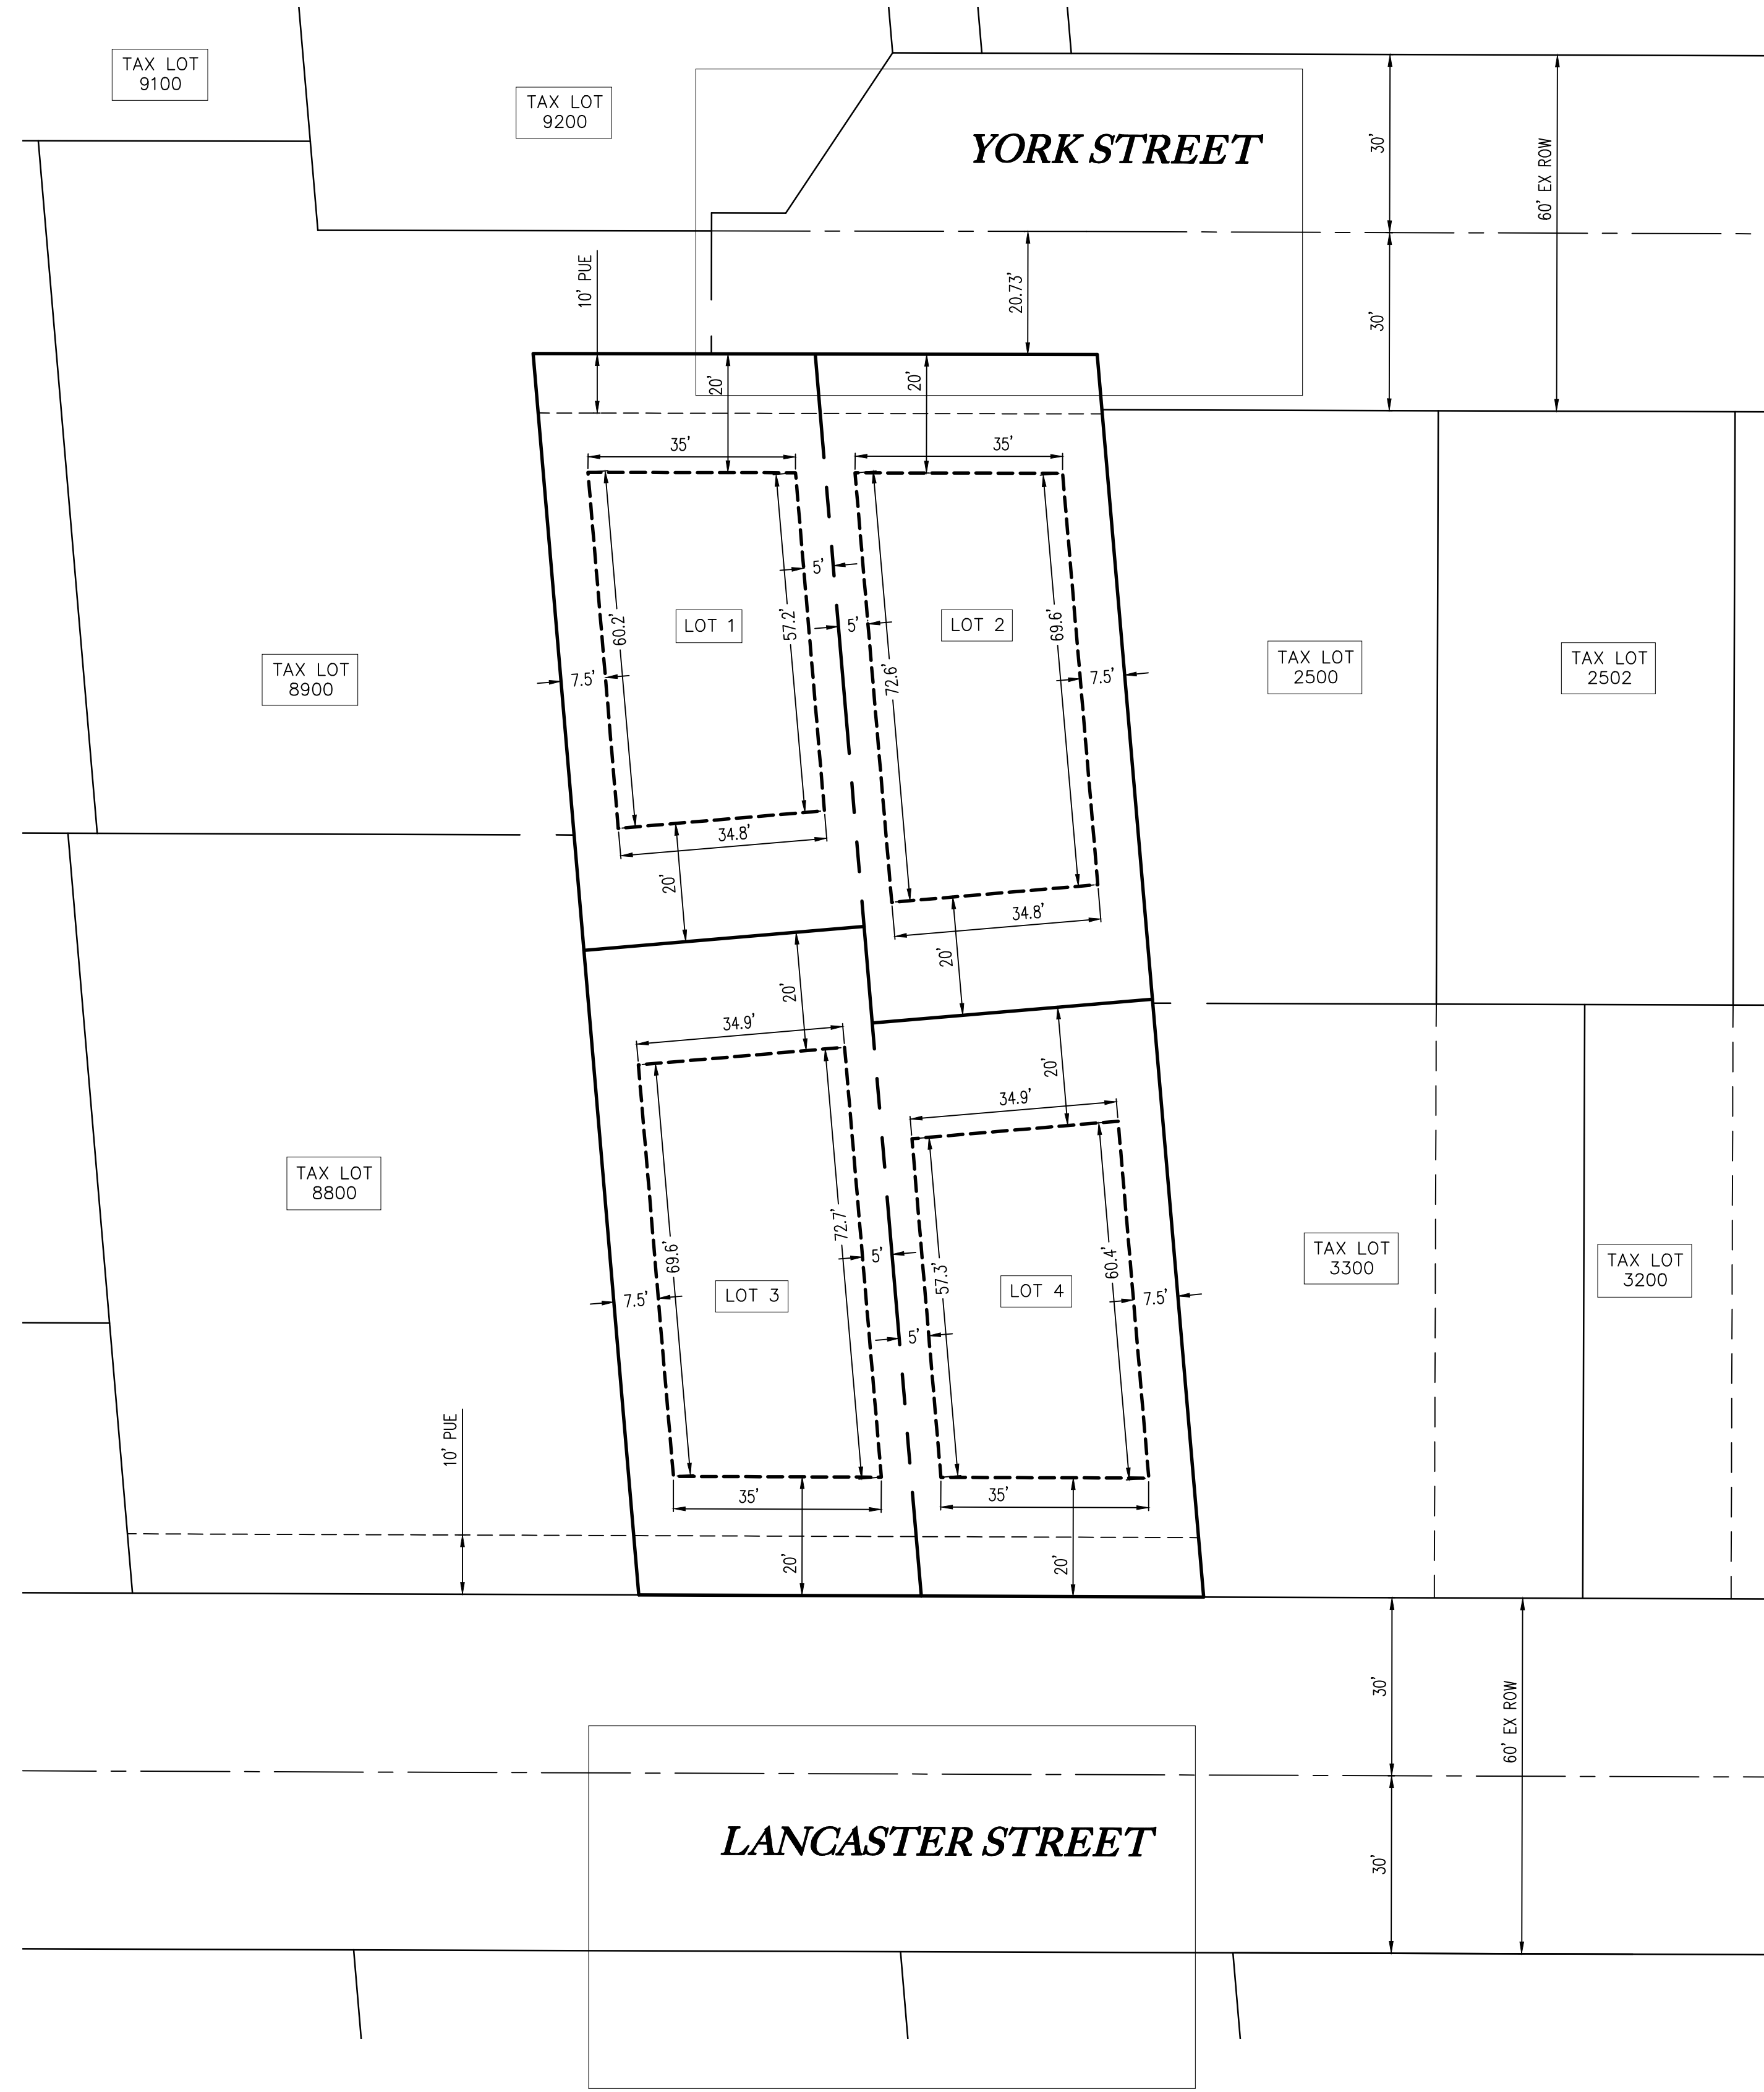 TAX LOT
9100
TAX LOT
9200
YORK STREET
30'
60' EX ROW
10' PUE
20.73'
30'
20'
20'
35'
35'
5'
60.2'
LOT 1
57.2'
5'
LOT 2
69.6'
72.6'
7.5'
7.5'
TAX LOT
8900
TAX LOT
2500
TAX LOT
2502
34.8'
20'
34.8'
20'
20'
34.9'
20'
34.9'
TAX LOT
8800
72.7'
69.6'
5'
7.5'
LOT 3
57.3'
LOT 4
60.4'
7.5'
5'
TAX LOT
3300
TAX LOT
3200
10' PUE
35'
35'
20'
20'
30'
60' EX ROW
LANCASTER STREET
30'